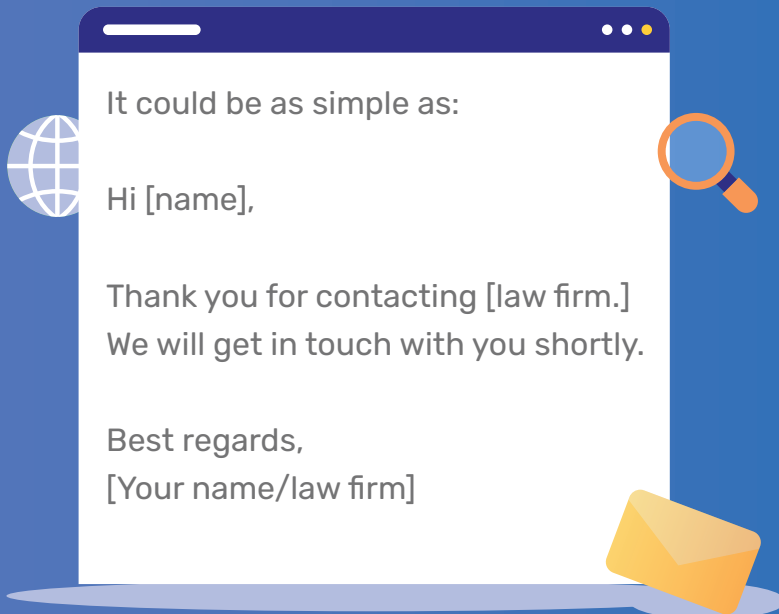 It could be as simple as:
Hi [name],
Thank you for contacting [law firm.]
We will get in touch with you shortly.
Best regards,
[Your name/law firm]